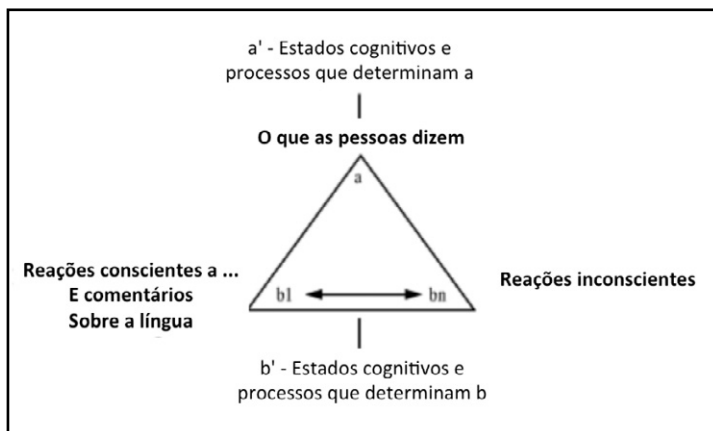 a' - Estados cognitivos e
processos que determinam a
O que as pessoas dizem
a
Reações conscientes a ...
E comentários
Sobre a língua
b1
bn
Reações inconscientes
b' - Estados cognitivos e
processos que determinam b